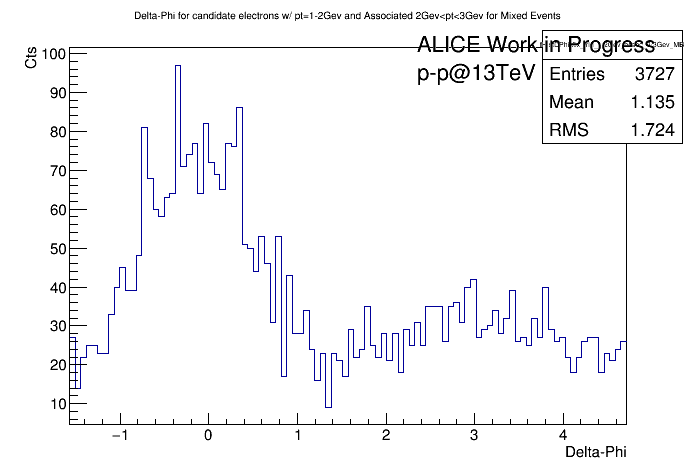 Delta-Phi for candidate electrons w/ pt=1-2Gev and Associated 2Gev<pt<3Gev for Mixed Events
ALICE Work in Progress
p-p@13TeV
Entries 3727
Mean 1.135
RMS 1.724
Cts
100
90
80
70
60
50
40
30
20
10
−1 0 1 2 3 4
Delta-Phi